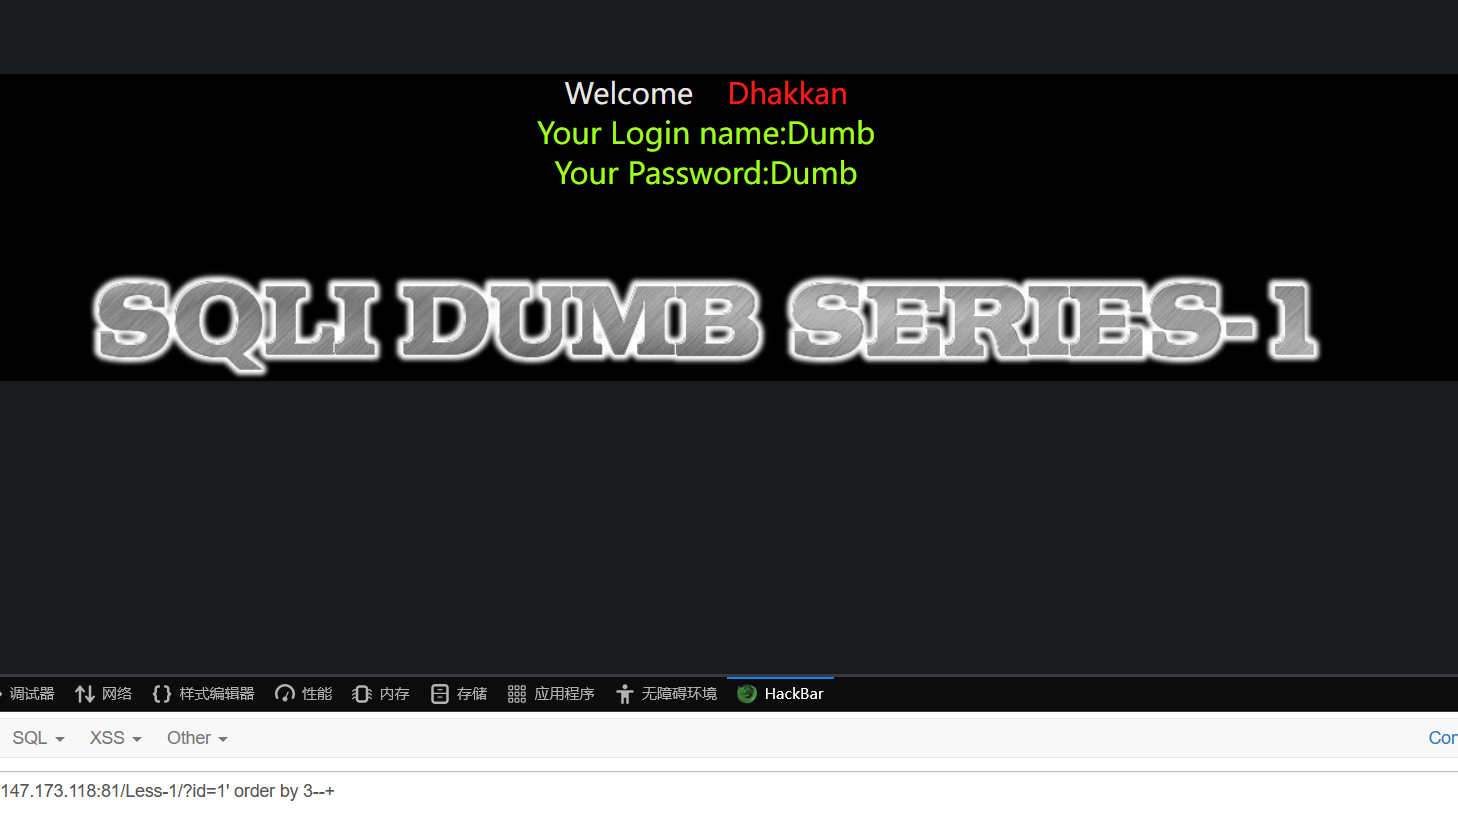 Welcome Dhakkan
Your Login name:Dumb
Your Password:Dumb
SQLI DUMB SERIES-1
调试器 网络 样式编辑器 性能 内存 存储 应用程序 无障碍环境 HackBar
SQL XSS Other
147.173.118:81/Less-1/?id=1' order by 3--+